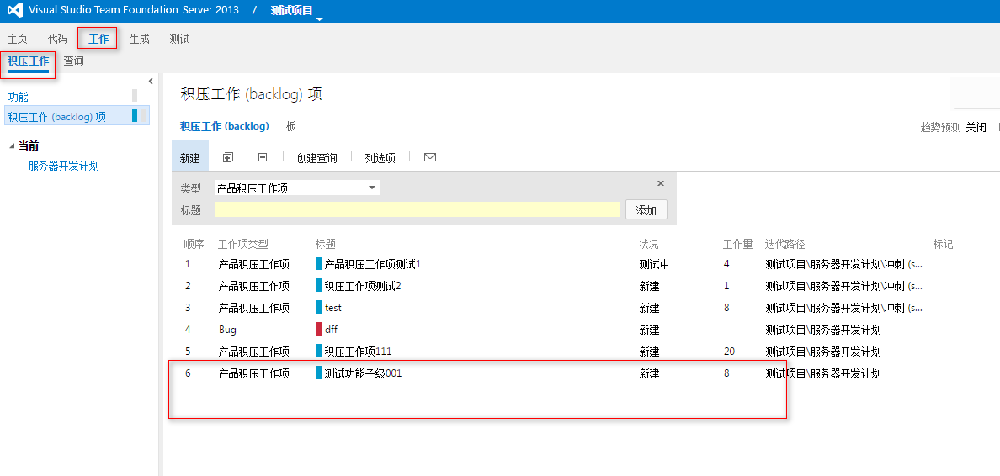 Visual Studio Team Foundation Server 2013 / 测试项目
主页 代码 工作 生成 测试
积压工作 查询
功能
积压工作 (backlog) 项
当前
服务器开发计划
积压工作 (backlog) 项
积压工作 (backlog) 板
趋势预测 关闭
新建 创建查询 列选项
类型 产品积压工作项
标题 添加
顺序 工作项类型 标题 状况 工作量 迭代路径 标记
1 产品积压工作项 产品积压工作项测试1 测试中 4 测试项目\服务器开发计划\冲刺 (s...
2 产品积压工作项 积压工作项测试2 新建 1 测试项目\服务器开发计划\冲刺 (s...
3 产品积压工作项 test 新建 8 测试项目\服务器开发计划\冲刺 (s...
4 Bug dff 新建 测试项目\服务器开发计划
5 产品积压工作项 积压工作项111 新建 20 测试项目\服务器开发计划
6 产品积压工作项 测试功能子级001 新建 8 测试项目\服务器开发计划